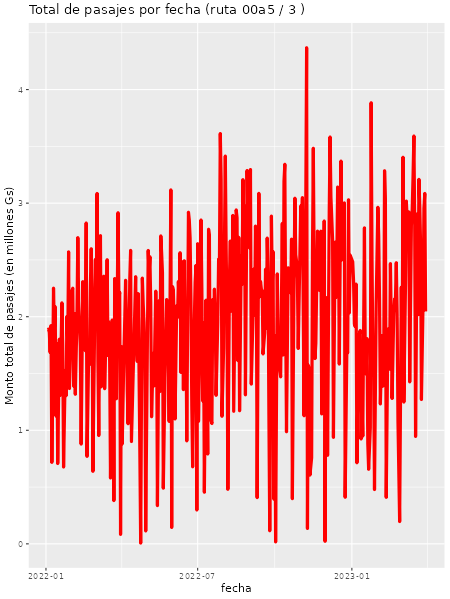 Total de pasajes por fecha (ruta 00a5 / 3 )
Monto total de pasajes (en millones Gs)
4
3
2
1
0
2022-01
2022-07
2023-01
fecha